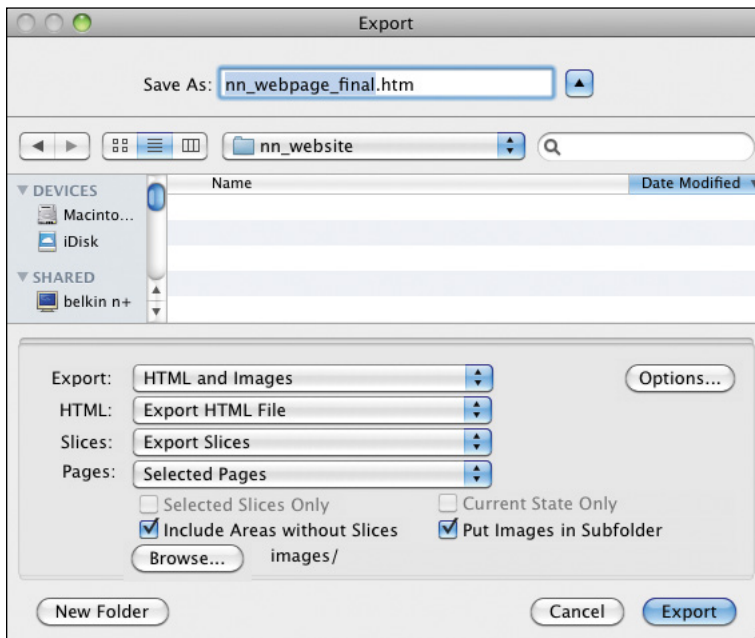 Export
Save As: nn_webpage_final.htm
nn_website
DEVICES
Macinto...
iDisk
SHARED
belkin n+
Name
Date Modified
Export: HTML and Images
Options...
HTML: Export HTML File
Slices: Export Slices
Pages: Selected Pages
Selected Slices Only
Current State Only
Include Areas without Slices
Put Images in Subfolder
Browse... images/
New Folder
Cancel
Export